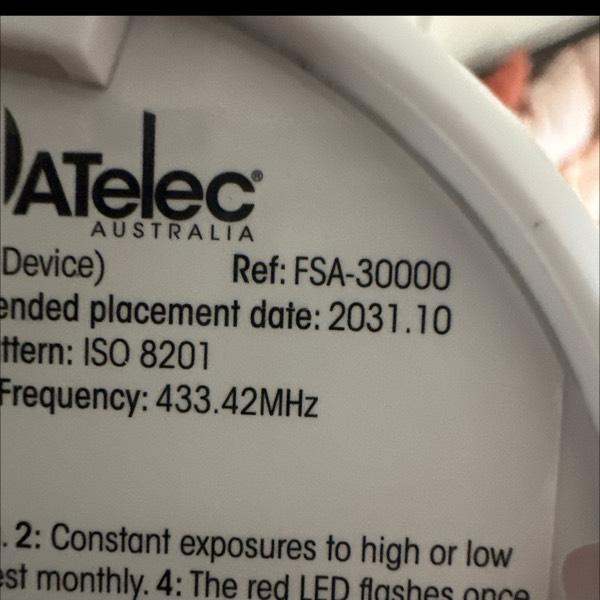 ATelec®
AUSTRALIA
Device) Ref: FSA-30000
ended placement date: 2031.10
ttern: ISO 8201
Frequency: 433.42MHz
. 2: Constant exposures to high or low
est monthly. 4: The red LED flashes once